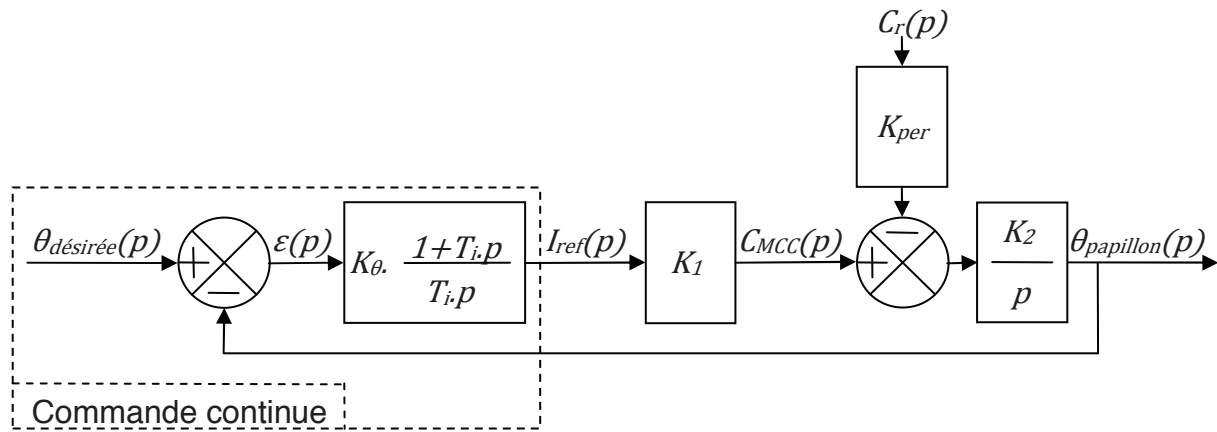 Cr(p)
Kper
θdésirée(p)
+
−
ε(p)
Kθ. 1+Ti.p
Ti.p
Iref(p)
K1
CMCC(p)
+
−
K2
p
θpapillon(p)
Commande continue